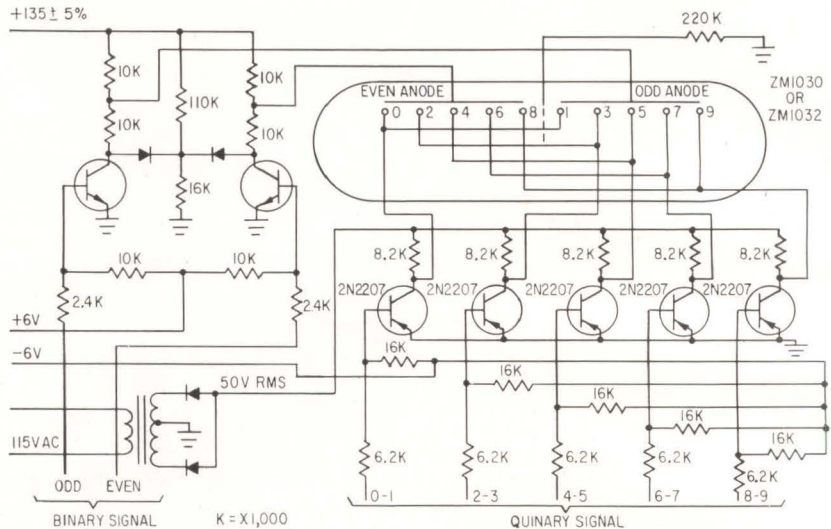 +135 ± 5%
220 K
10K
10K
110K
10K
10K
EVEN ANODE
ODD ANODE
0 2 4 6 8 1 3 5 7 9
ZM1030
OR
ZM1032
16K
10K
10K
8.2K
8.2K
8.2K
8.2K
8.2K
2.4K
2.4K
2N2207
2N2207
2N2207
2N2207
2N2207
+6V
-6V
16K
16K
16K
16K
16K
50V RMS
115VAC
6.2K
6.2K
6.2K
6.2K
6.2K
ODD
EVEN
0-1
2-3
4-5
6-7
8-9
BINARY SIGNAL
K = X1,000
QUINARY SIGNAL